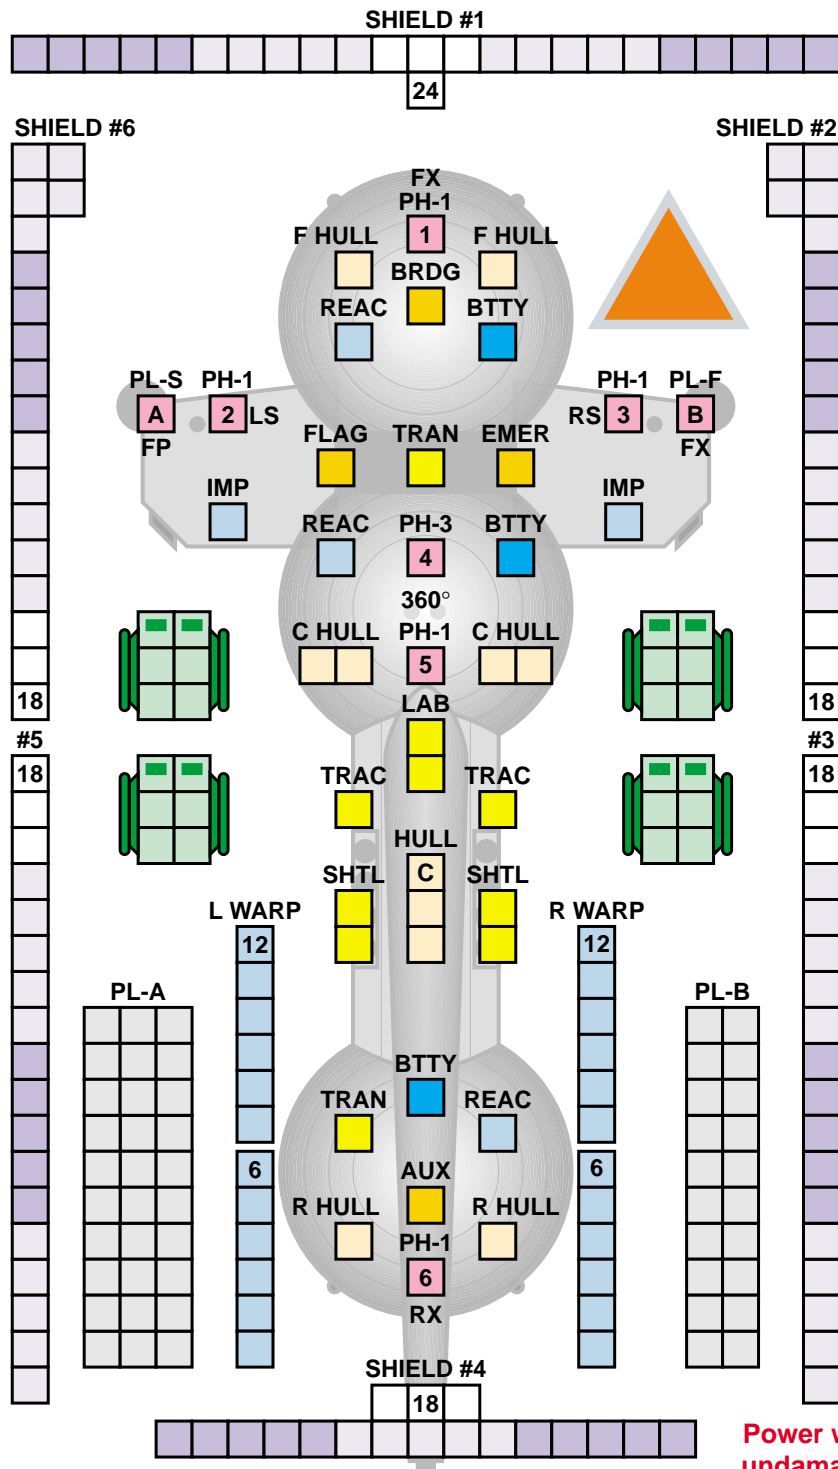 SHIELD #1
24
SHIELD #6 SHIELD #2
FX
PH-1
1
F HULL F HULL
BRDG
REAC BTTY
PL-S PH-1 PH-1 PL-F
A 2 LS RS 3 B
FP FX
FLAG TRAN EMER
IMP IMP
REAC PH-3 BTTY
4
360°
C HULL PH-1 C HULL
5
18 LAB 18
#5 #3
18 TRAC TRAC 18
HULL
SHTL C SHTL
L WARP R WARP
12 12
PL-A PL-B
BTTY
TRAN REAC
6 AUX 6
R HULL R HULL
PH-1
6
RX
SHIELD #4
18
Power